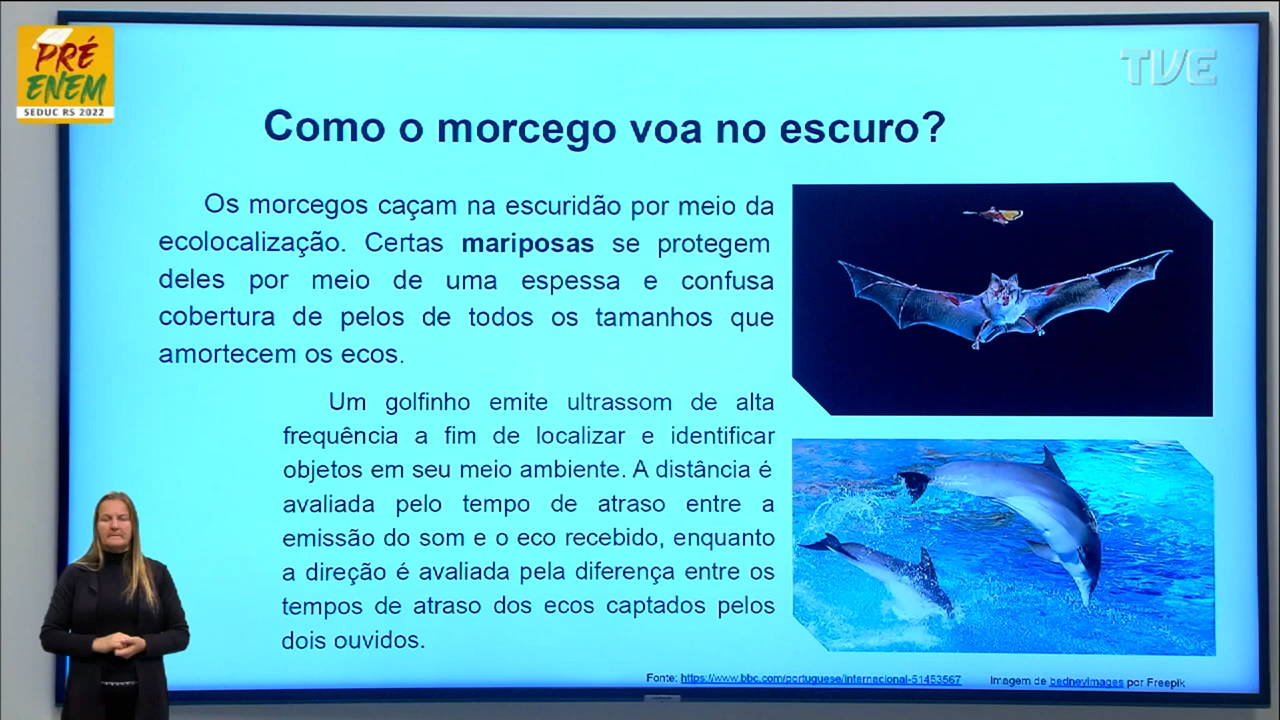 PRÉ
ENEM
SEDUC RS 2022
TVE
Como o morcego voa no escuro?
Os morcegos caçam na escuridão por meio da
ecolocalização. Certas mariposas se protegem
deles por meio de uma espessa e confusa
cobertura de pelos de todos os tamanhos que
amortecem os ecos.
Um golfinho emite ultrassom de alta
frequência a fim de localizar e identificar
objetos em seu meio ambiente. A distância é
avaliada pelo tempo de atraso entre a
emissão do som e o eco recebido, enquanto
a direção é avaliada pela diferença entre os
tempos de atraso dos ecos captados pelos
dois ouvidos.
Fonte: https://www.bbc.com/portuguese/internacional-51453567
Imagem de bedneyimages por Freepik